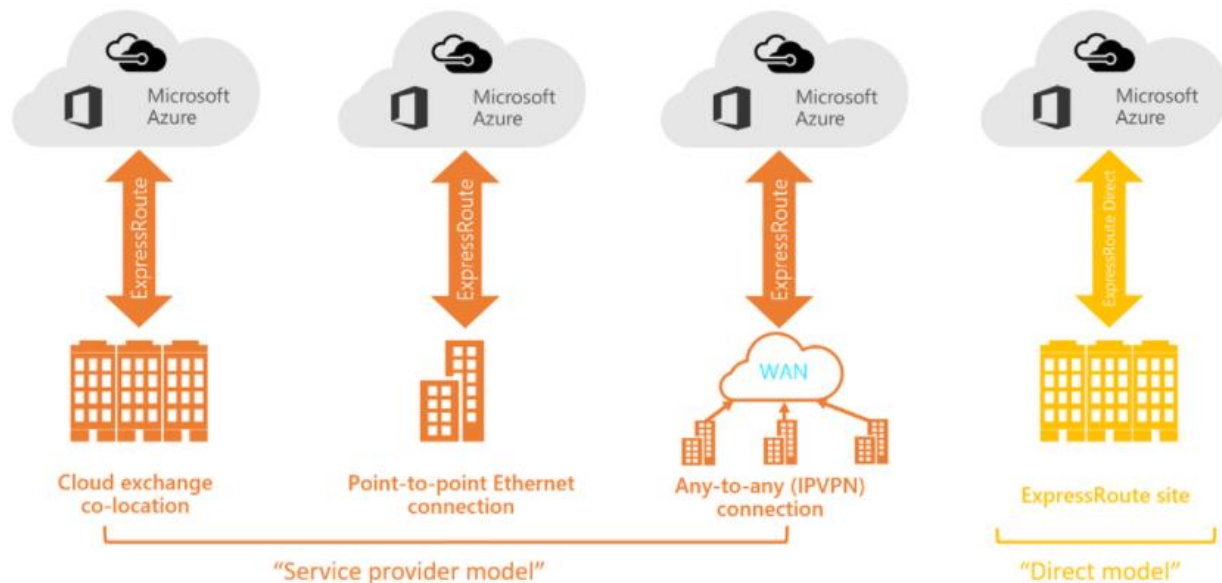 Microsoft
Azure
Microsoft
Azure
Microsoft
Azure
Microsoft
Azure
ExpressRoute
ExpressRoute
ExpressRoute
ExpressRoute Direct
WAN
Cloud exchange
co-location
Point-to-point Ethernet
connection
Any-to-any (IPVPN)
connection
ExpressRoute site
"Service provider model"
"Direct model"